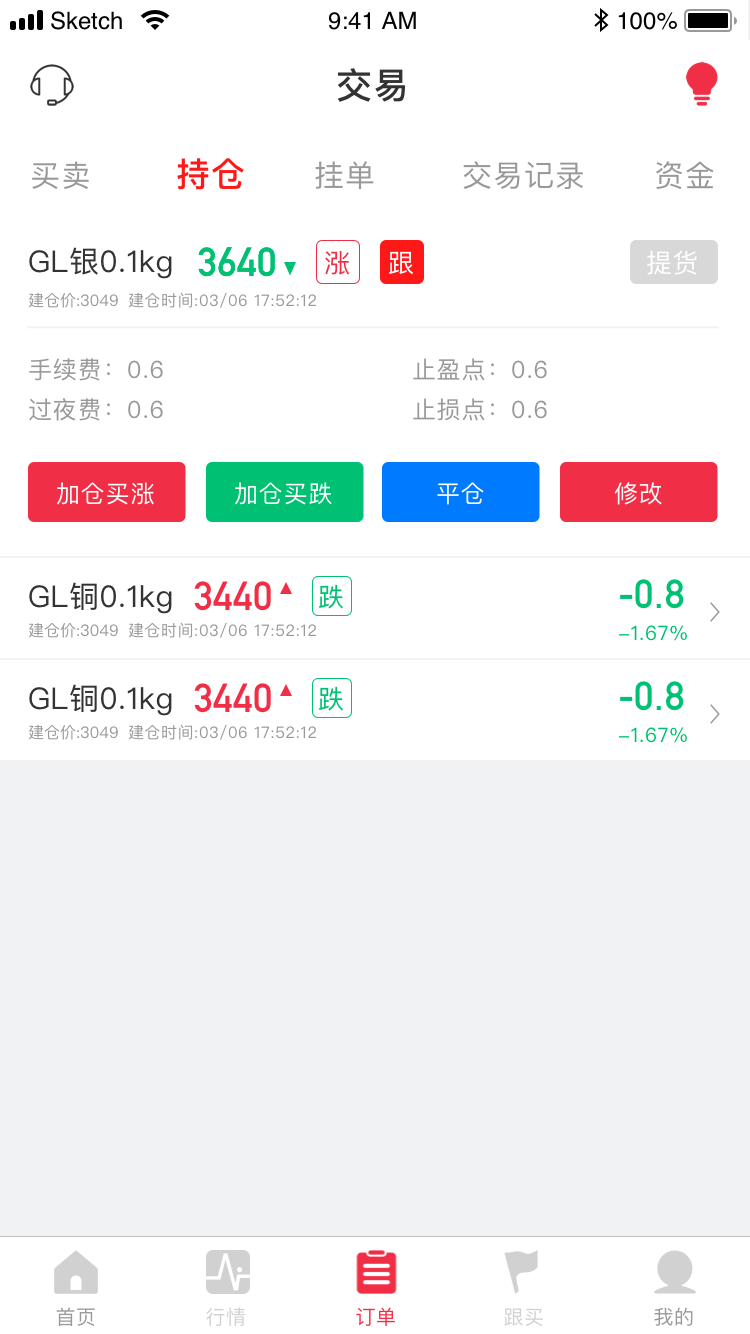 Sketch 9:41 AM 100%
交易
买卖 持仓 挂单 交易记录 资金
GL银0.1kg 3640 ▼ 涨 跟 提货
建仓价:3049 建仓时间:03/06 17:52:12
手续费：0.6 止盈点：0.6
过夜费：0.6 止损点：0.6
加仓买涨 加仓买跌 平仓 修改
GL铜0.1kg 3440 ▲ 跌 -0.8
建仓价:3049 建仓时间:03/06 17:52:12 -1.67%
GL铜0.1kg 3440 ▲ 跌 -0.8
建仓价:3049 建仓时间:03/06 17:52:12 -1.67%
首页 行情 订单 跟买 我的